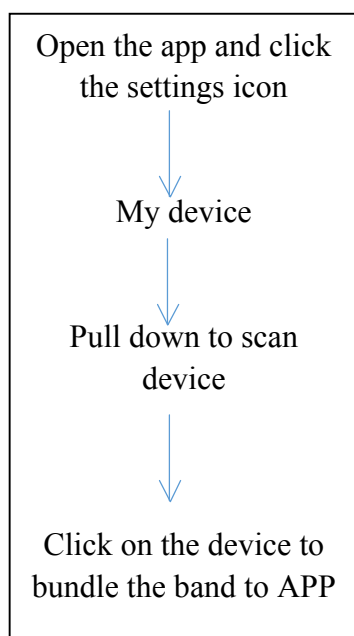 Open the app and click
the settings icon
My device
Pull down to scan
device
Click on the device to
bundle the band to APP